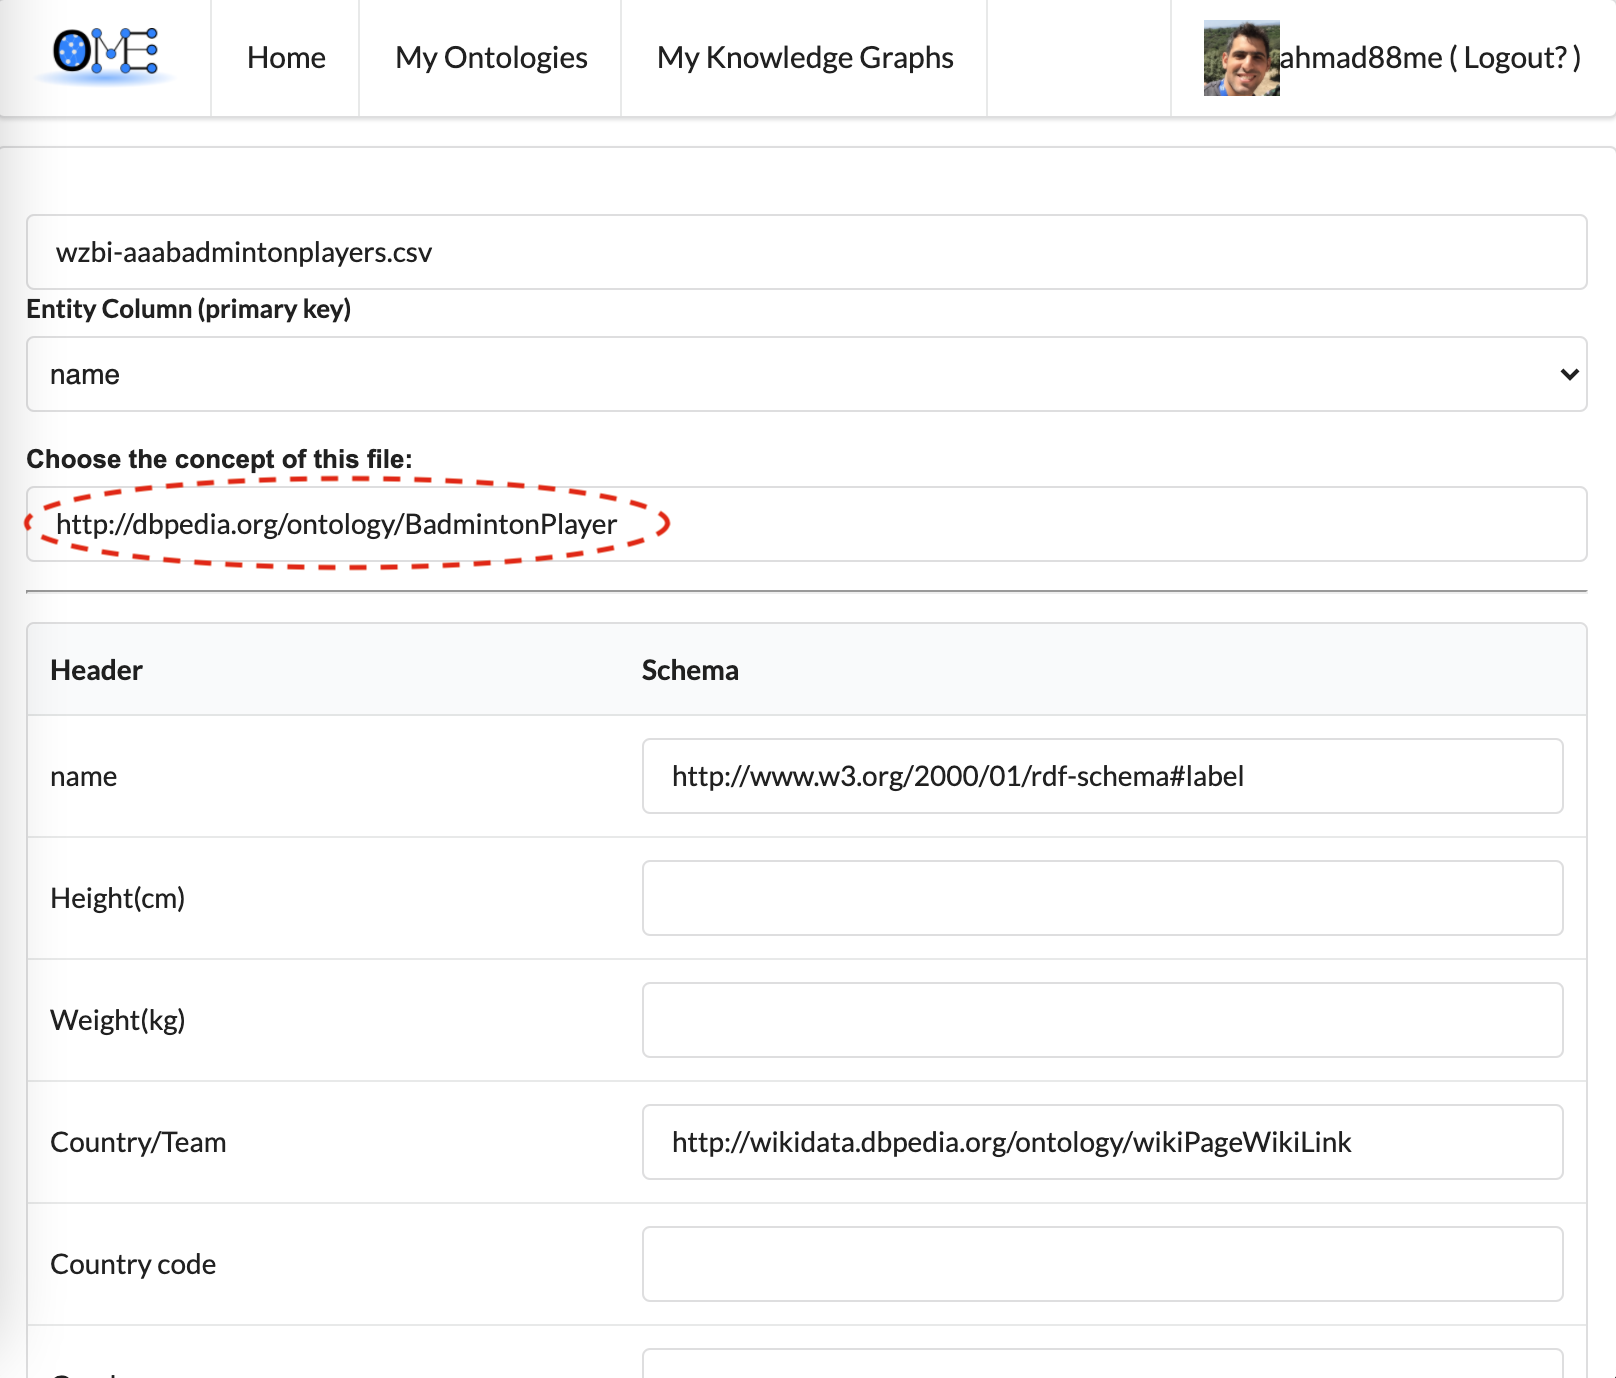 OME
Home
My Ontologies
My Knowledge Graphs
ahmad88me ( Logout? )
wzbi-aaabadmintonplayers.csv
Entity Column (primary key)
name
Choose the concept of this file:
http://dbpedia.org/ontology/BadmintonPlayer
Header Schema
name http://www.w3.org/2000/01/rdf-schema#label
Height(cm)
Weight(kg)
Country/Team http://wikidata.dbpedia.org/ontology/wikiPageWikiLink
Country code